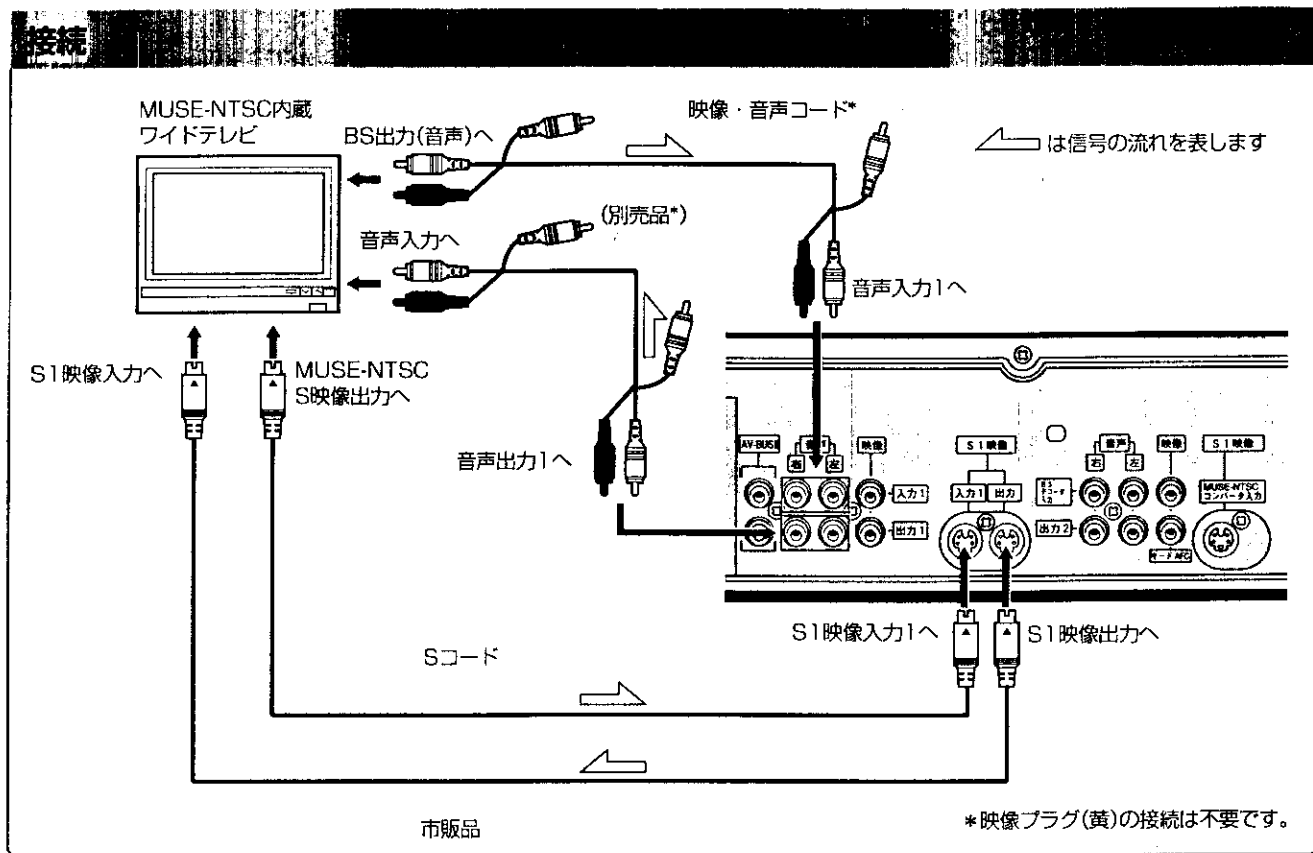 接続
MUSE-NTSC内蔵
ワイドテレビ
BS出力(音声)へ
映像・音声コード*
は信号の流れを表します
(別売品*)
音声入力へ
音声入力1へ
S1映像入力へ
MUSE-NTSC
S映像出力へ
音声出力1へ
AV-BUSⅡ
右
左
映像
入力1
出力1
S1映像
入力1
出力
音声
右
左
映像
出力2
S1映像
MUSE-NTSC
コンバータ入力
S1映像入力1へ
S1映像出力へ
Sコード
市販品
*映像プラグ(黄)の接続は不要です。